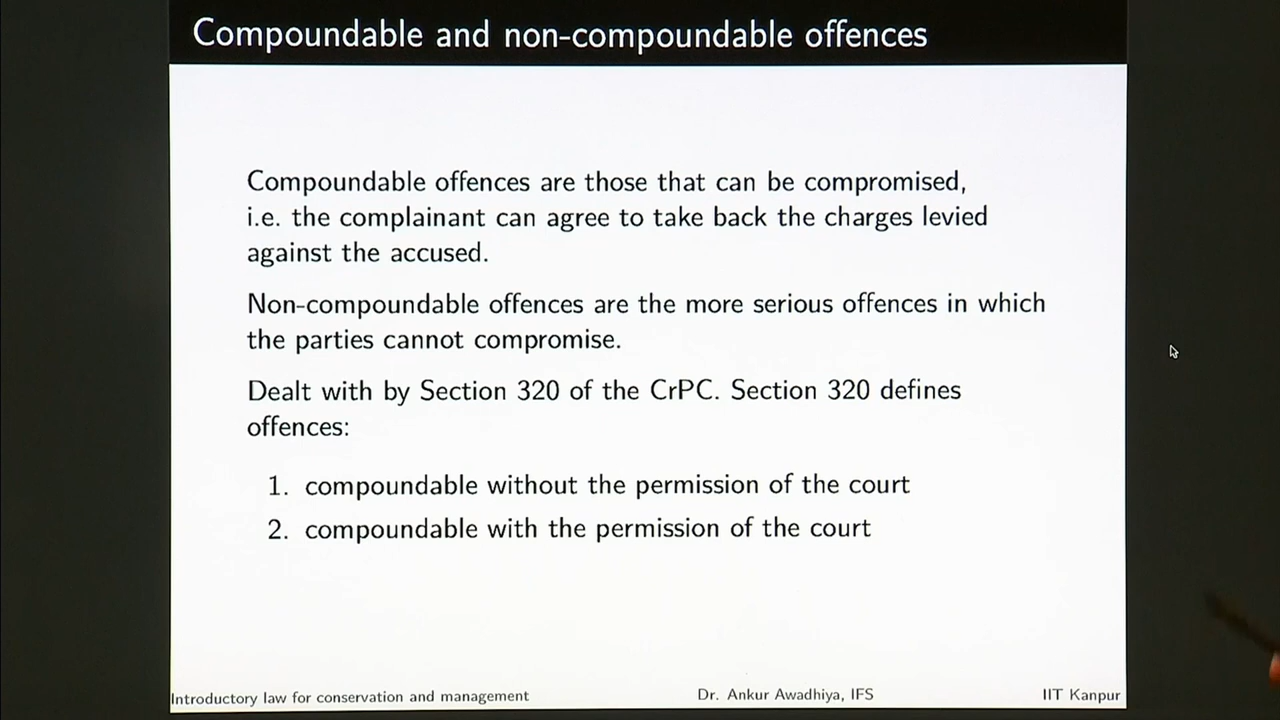 Compoundable and non-compoundable offences
Compoundable offences are those that can be compromised,
i.e. the complainant can agree to take back the charges levied
against the accused.
Non-compoundable offences are the more serious offences in which
the parties cannot compromise.
Dealt with by Section 320 of the CrPC. Section 320 defines
offences:
1. compoundable without the permission of the court
2. compoundable with the permission of the court
Introductory law for conservation and management Dr. Ankur Awadhiya, IFS IIT Kanpur